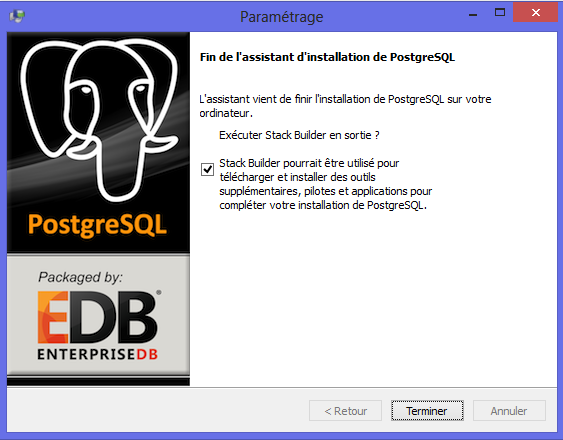 Paramétrage
PostgreSQL
Packaged by:
EDB
ENTERPRISEDB
Fin de l'assistant d'installation de PostgreSQL
L'assistant vient de finir l'installation de PostgreSQL sur votre
ordinateur.
Exécuter Stack Builder en sortie ?
Stack Builder pourrait être utilisé pour
télécharger et installer des outils
supplémentaires, pilotes et applications pour
compléter votre installation de PostgreSQL.
< Retour
Terminer
Annuler